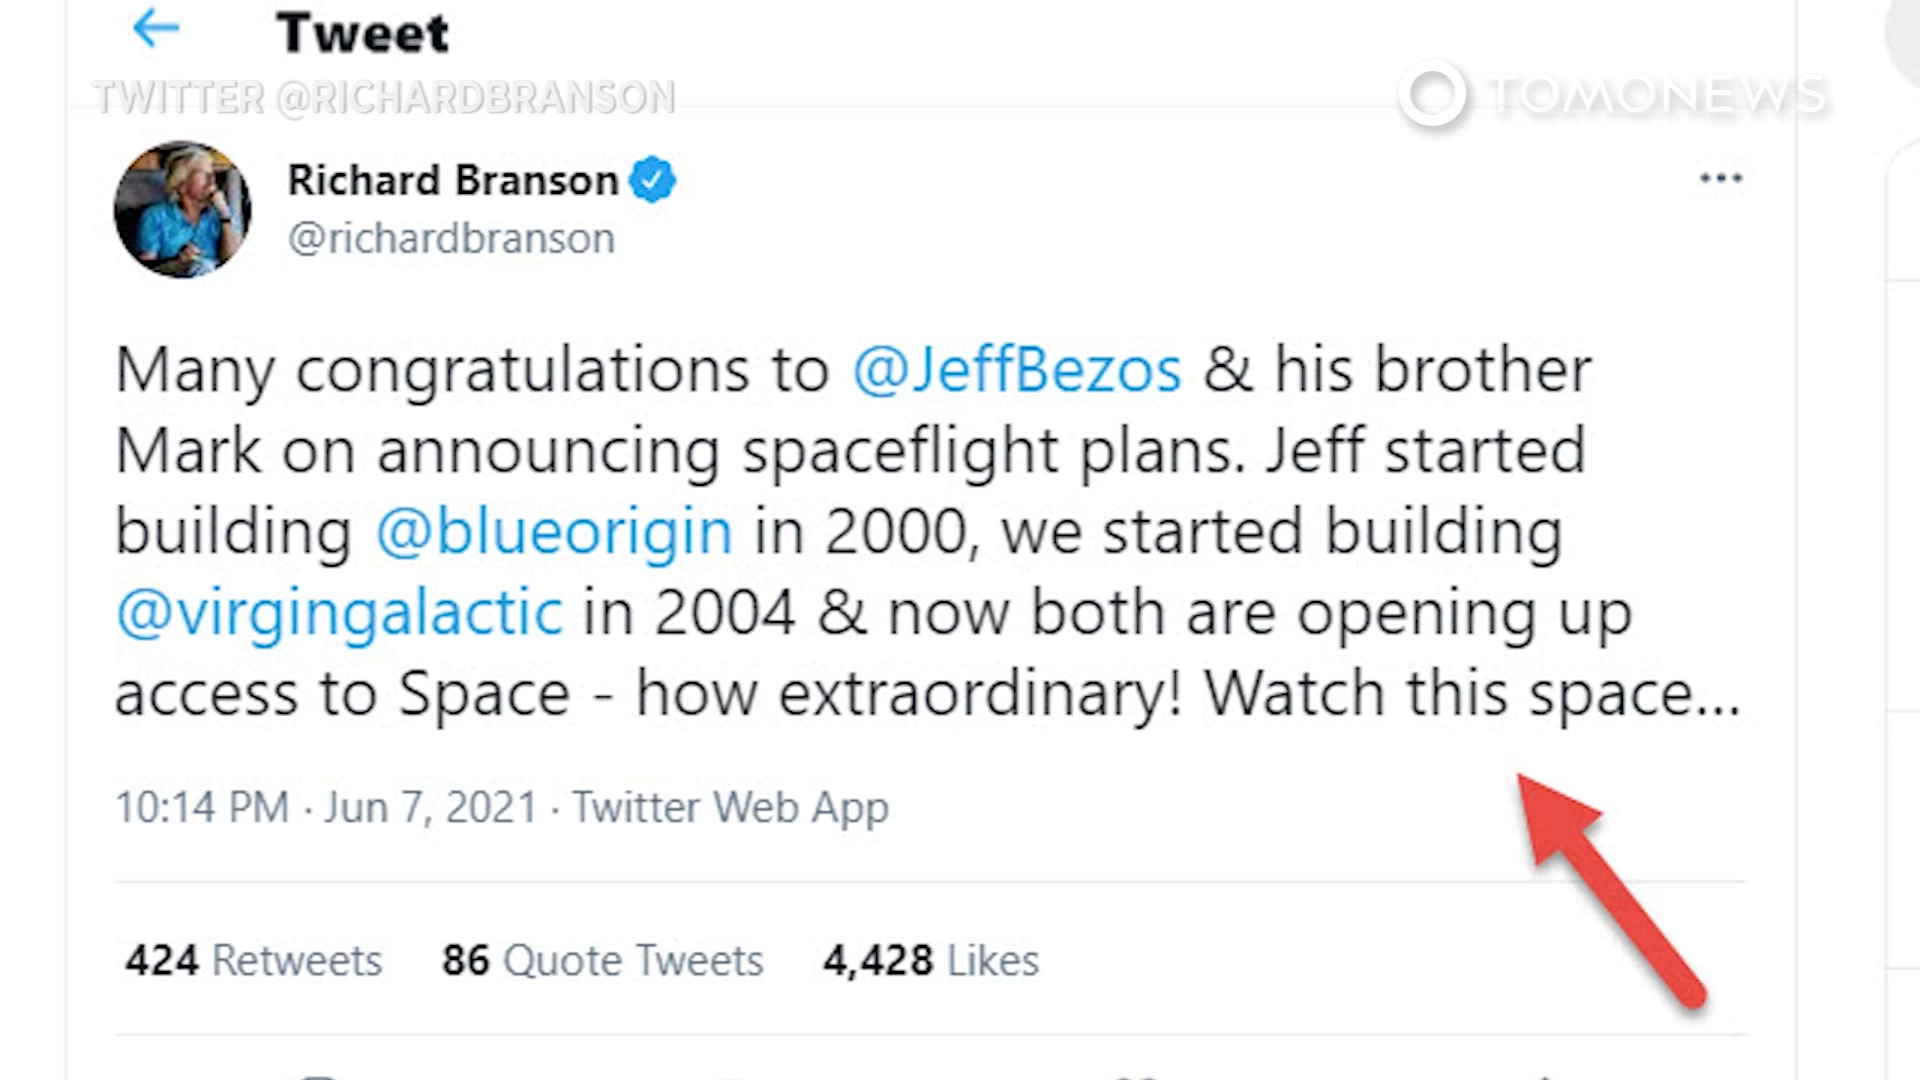 Tweet
TWITTER @RICHARDBRANSON
TOMONEWS
Richard Branson
@richardbranson
Many congratulations to @JeffBezos & his brother
Mark on announcing spaceflight plans. Jeff started
building @blueorigin in 2000, we started building
@virgingalactic in 2004 & now both are opening up
access to Space - how extraordinary! Watch this space...
10:14 PM · Jun 7, 2021 · Twitter Web App
424 Retweets 86 Quote Tweets 4,428 Likes